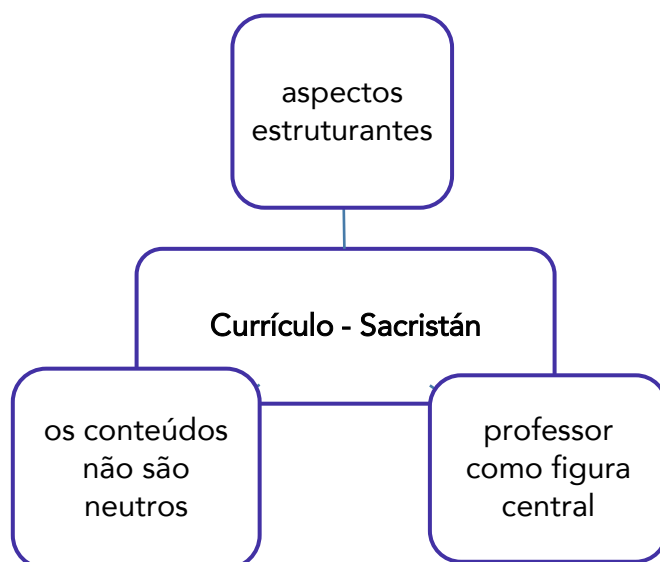 aspectos
estruturantes
Currículo - Sacristán
os conteúdos
não são
neutros
professor
como figura
central